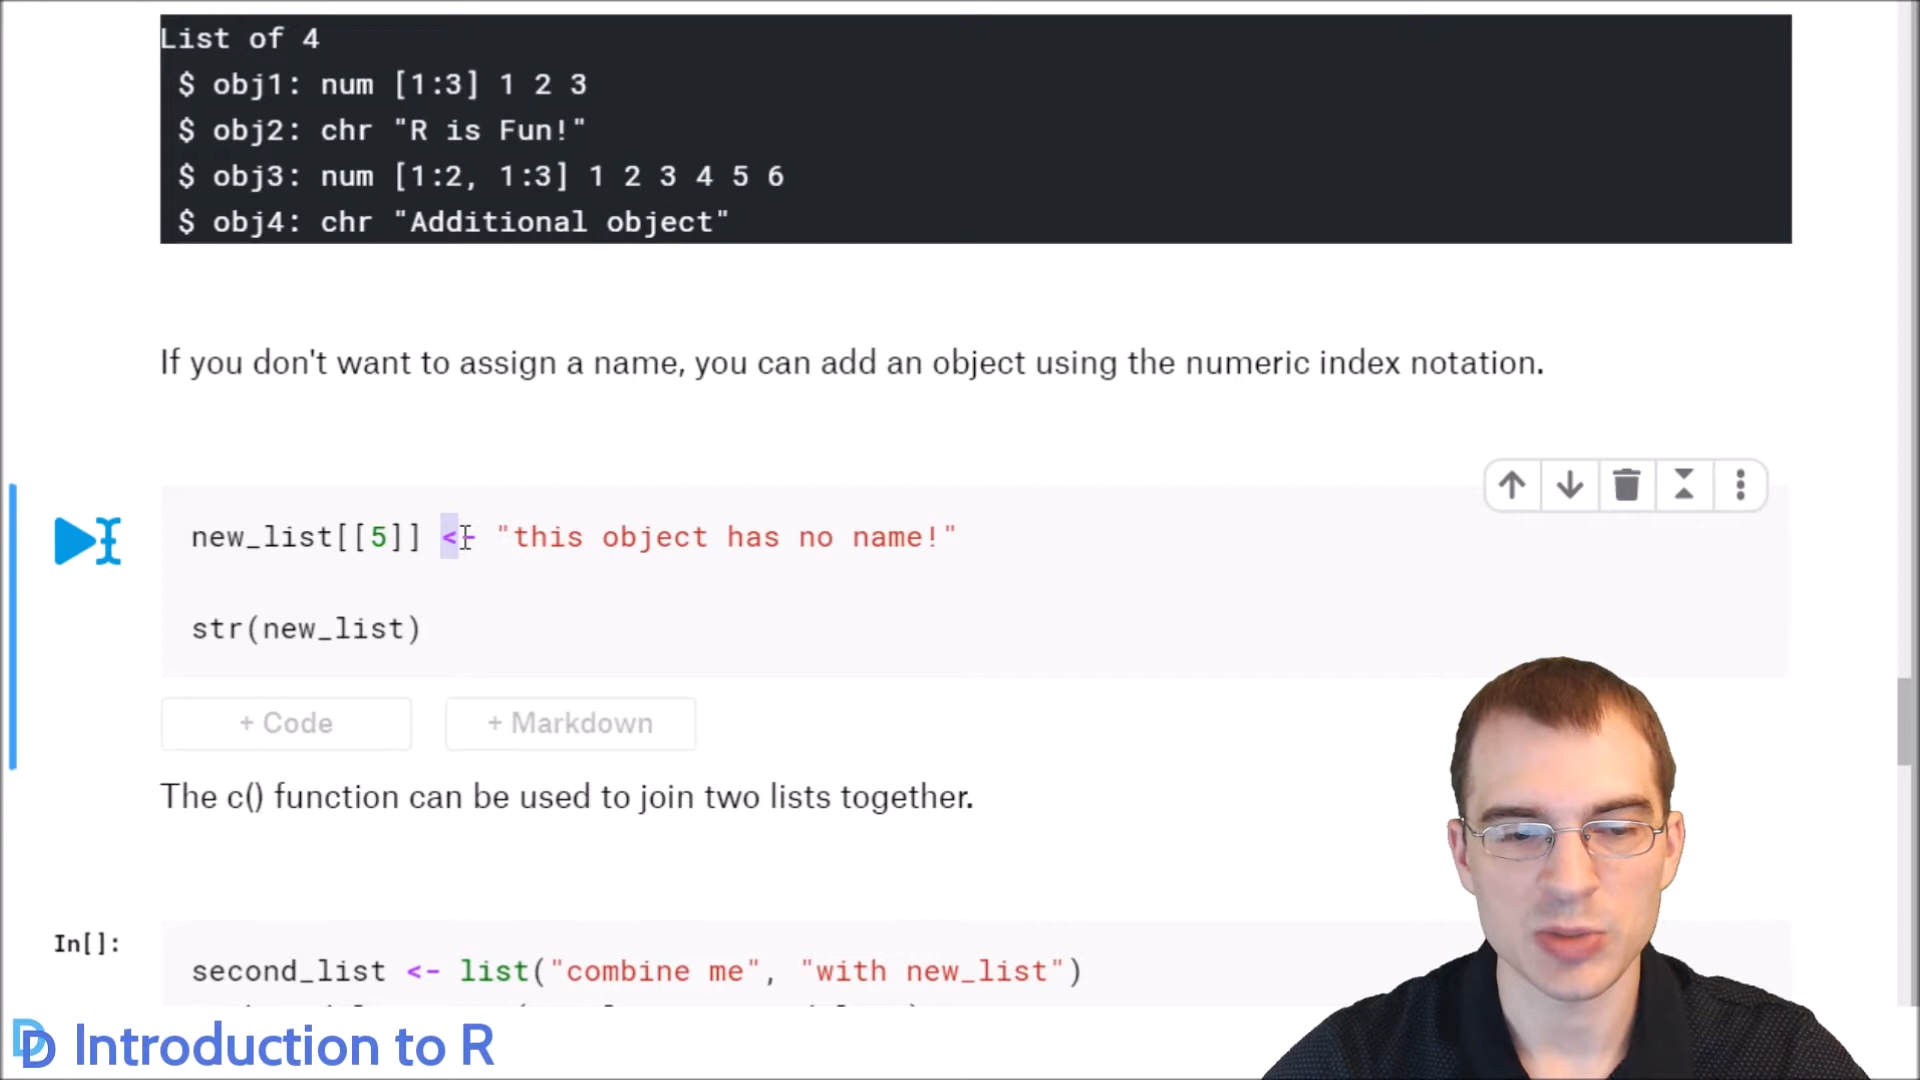 List of 4
$ obj1: num [1:3] 1 2 3
$ obj2: chr "R is Fun!"
$ obj3: num [1:2, 1:3] 1 2 3 4 5 6
$ obj4: chr "Additional object"
If you don't want to assign a name, you can add an object using the numeric index notation.
new_list[[5]] <- "this object has no name!"
str(new_list)
+ Code
+ Markdown
The c() function can be used to join two lists together.
In[]:
second_list <- list("combine me", "with new_list")
D Introduction to R